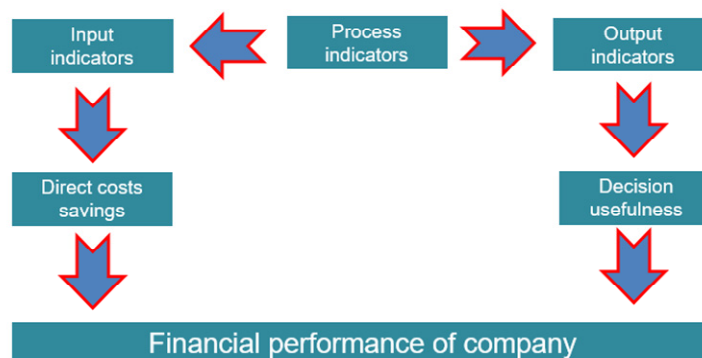 Input
indicators
Process
indicators
Output
indicators
Direct costs
savings
Decision
usefulness
Financial performance of company